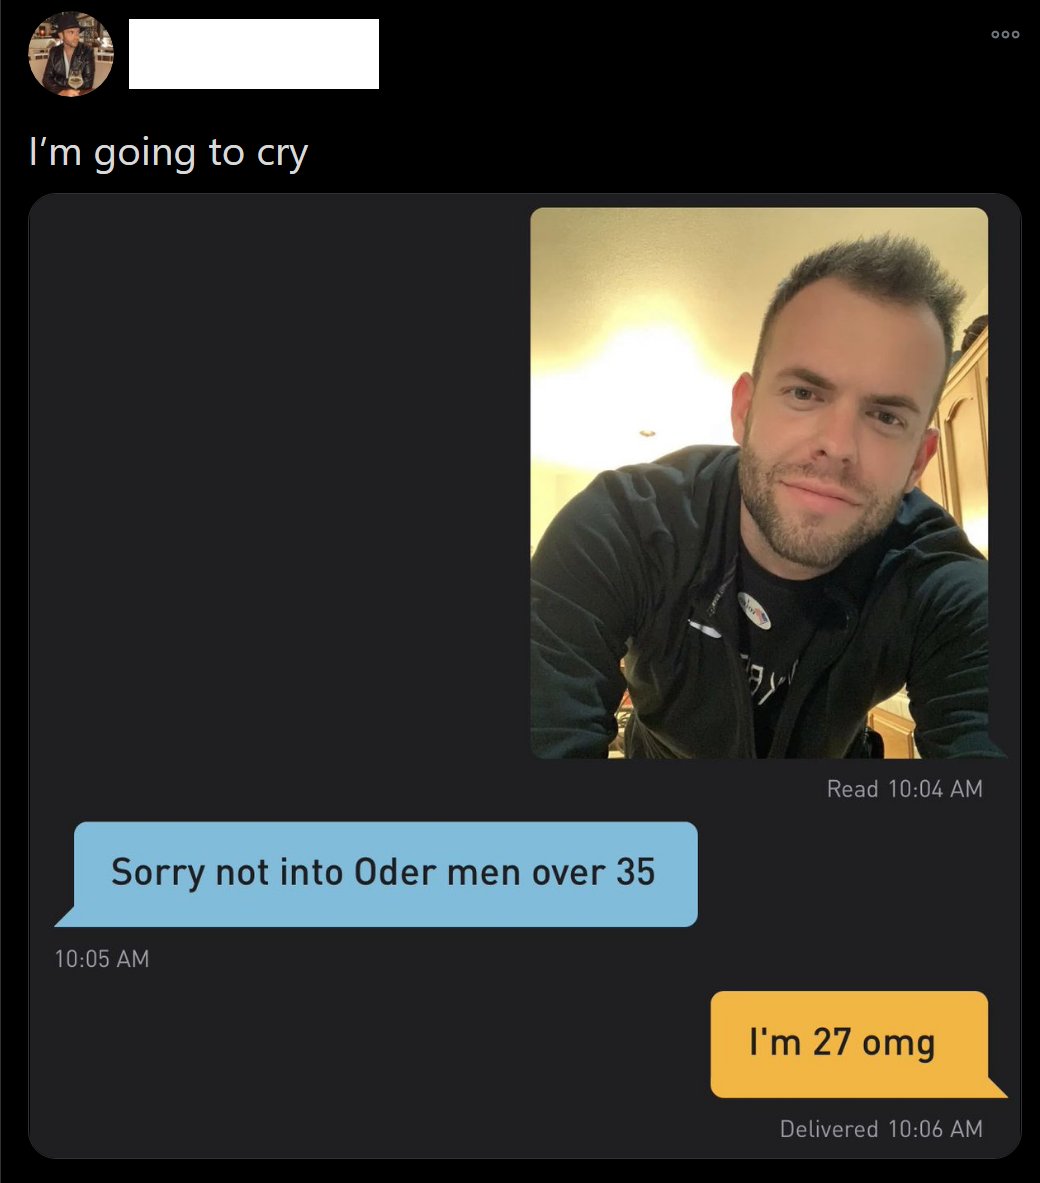 I’m going to cry
Read 10:04 AM
Sorry not into Oder men over 35
10:05 AM
I'm 27 omg
Delivered 10:06 AM